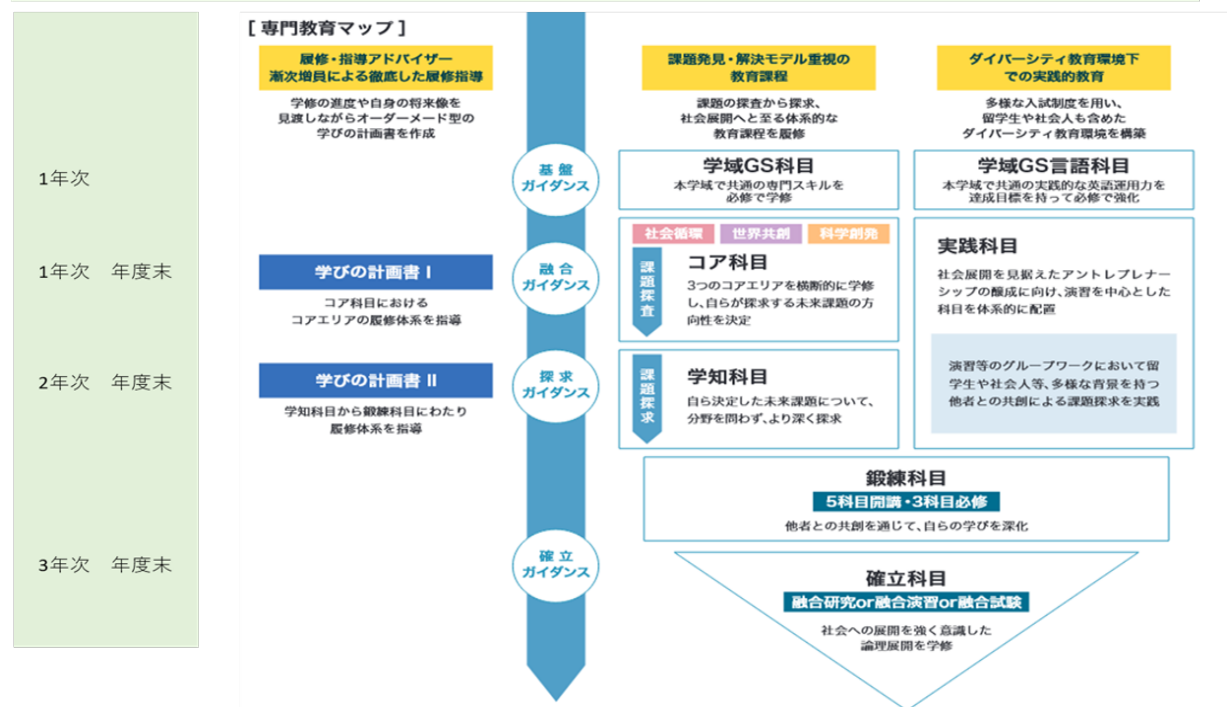 [ 専門教育マップ ]
履修・指導アドバイザー
漸次増員による徹底した履修指導
学修の進度や自身の将来像を
見渡しながらオーダーメード型の
学びの計画書を作成
課題発見・解決モデル重視の
教育課程
課題の探査から探求、
社会展開へと至る体系的な
教育課程を履修
ダイバーシティ教育環境下
での実践的教育
多様な入試制度を用い、
留学生や社会人も含めた
ダイバーシティ教育環境を構築
1年次
基盤
ガイダンス
学域GS科目
本学域で共通の専門スキルを
必修で学修
学域GS言語科目
本学域で共通の実践的な英語運用力を
達成目標を持って必修で強化
1年次 年度末
学びの計画書 I
コア科目における
コアエリアの履修体系を指導
融合
ガイダンス
社会循環 世界共創 科学創発
課題探査
コア科目
3つのコアエリアを横断的に学修
し、自らが探求する未来課題の方
向性を決定
実践科目
社会展開を見据えたアントレプレナー
シップの醸成に向け、演習を中心とした
科目を体系的に配置
演習等のグループワークにおいて留
学生や社会人等、多様な背景を持つ
他者との共創による課題探求を実践
2年次 年度末
学びの計画書 II
学知科目から鍛練科目にわたり
履修体系を指導
探求
ガイダンス
課題探求
学知科目
自ら決定した未来課題について、
分野を問わず、より深く探求
鍛練科目
5科目開講・3科目必修
他者との共創を通じて、自らの学びを深化
3年次 年度末
確立
ガイダンス
確立科目
融合研究or融合演習or融合試験
社会への展開を強く意識した
論理展開を学修